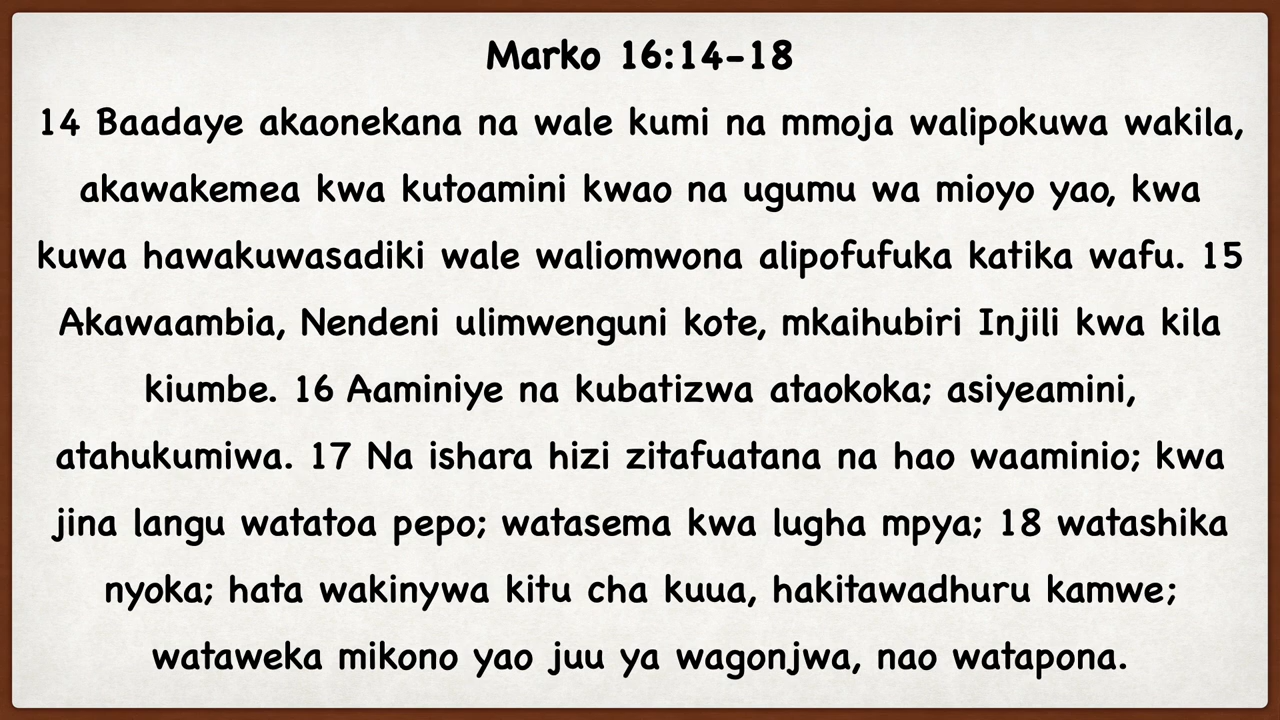 Marko 16:14-18
14 Baadaye akaonekana na wale kumi na mmoja walipokuwa wakila,
akawakemea kwa kutoamini kwao na ugumu wa mioyo yao, kwa
kuwa hawakuwasadiki wale waliomwona alipofufuka katika wafu. 15
Akawaambia, Nendeni ulimwenguni kote, mkaihubiri Injili kwa kila
kiumbe. 16 Aaminiye na kubatizwa ataokoka; asiyeamini,
atahukumiwa. 17 Na ishara hizi zitafuatana na hao waaminio; kwa
jina langu watatoa pepo; watasema kwa lugha mpya; 18 watashika
nyoka; hata wakinywa kitu cha kuua, hakitawadhuru kamwe;
wataweka mikono yao juu ya wagonjwa, nao watapona.